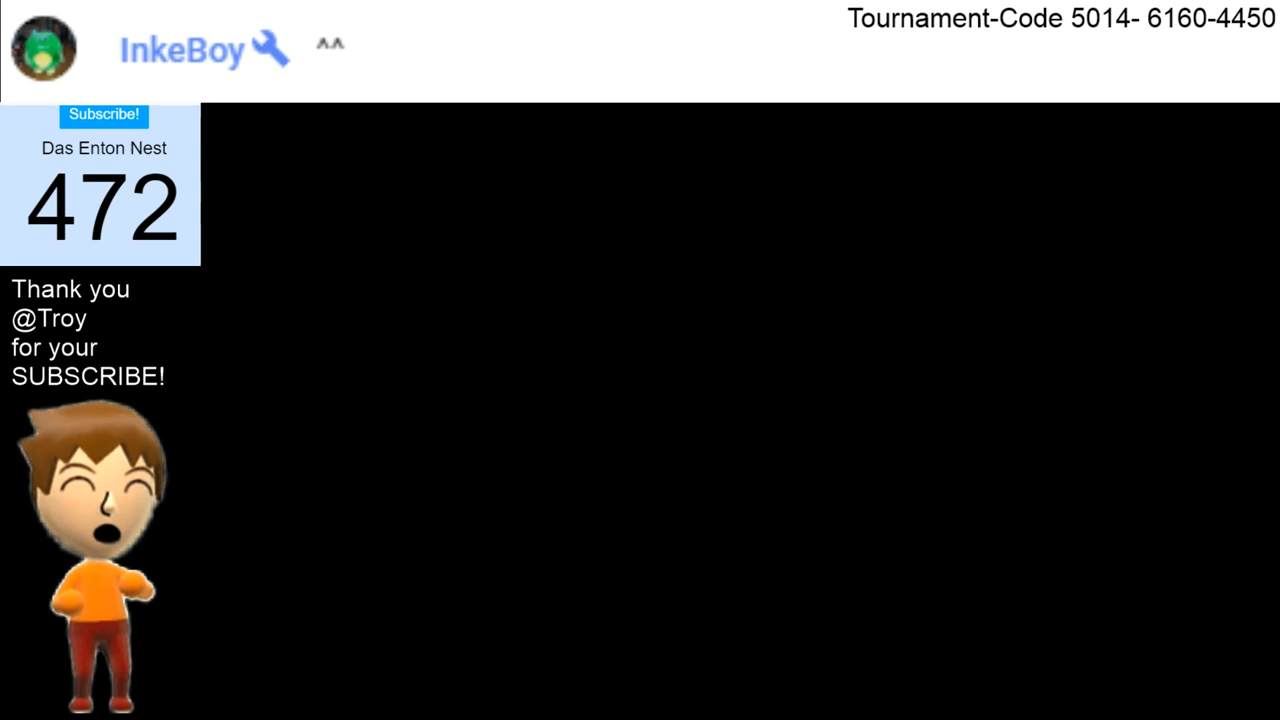 InkeBoy ^^
Tournament-Code 5014- 6160-4450
Subscribe!
Das Enton Nest
472
Thank you
@Troy
for your
SUBSCRIBE!